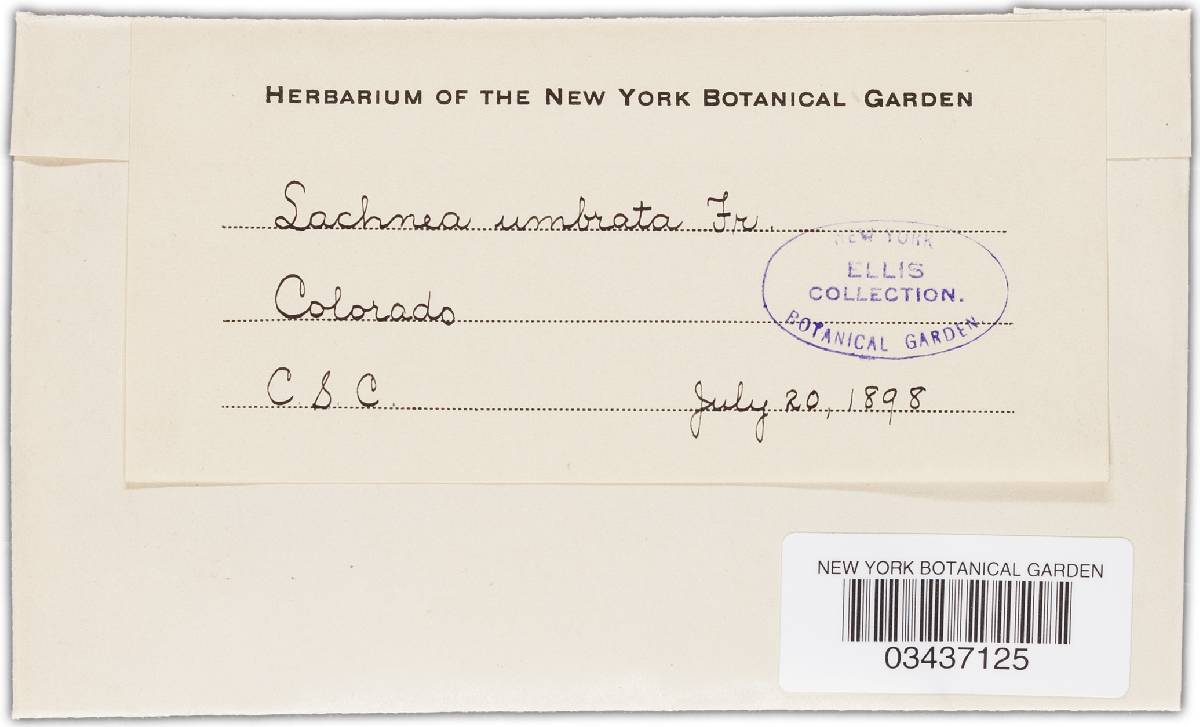 HERBARIUM OF THE NEW YORK BOTANICAL GARDEN
Lachnea umbrata Fr.
NEW YORK
ELLIS
COLLECTION.
BOTANICAL GARDEN.
Colorado
C. S. C. July 20, 1898
NEW YORK BOTANICAL GARDEN
03437125